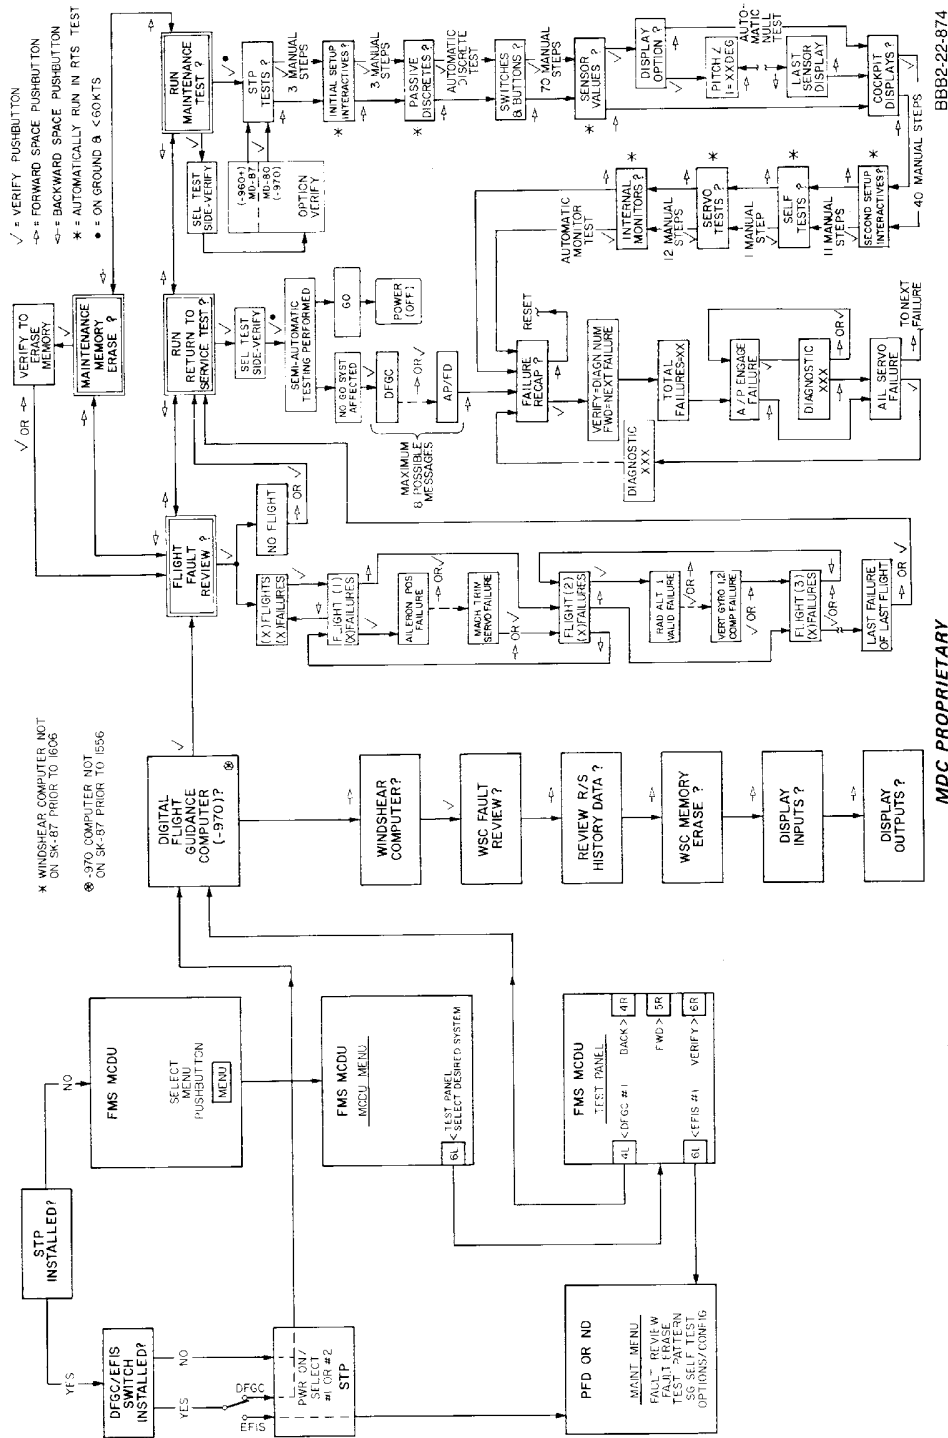 √ = VERIFY PUSHBUTTON
-▷ = FORWARD SPACE PUSHBUTTON
◁- = BACKWARD SPACE PUSHBUTTON
* = AUTOMATICALLY RUN IN RTS TEST
● = ON GROUND & <60KTS
* WINDSHEAR COMPUTER NOT
ON SK-87 PRIOR TO 1606
⊛ -970 COMPUTER NOT
ON SK-87 PRIOR TO 1556
STP
INSTALLED?
YES
NO
DFGC/EFIS
SWITCH
INSTALLED?
YES
NO
DFGC
EFIS
PWR ON/
SELECT
#1 OR #2
STP
FMS MCDU
SELECT
MENU
PUSHBUTTON
MENU
FMS MCDU
MCDU MENU
6L
< TEST PANEL
SELECT DESIRED SYSTEM
FMS MCDU
TEST PANEL
4L <DFGC #1
BACK> 4R
FWD> 5R
6L <EFIS #1
VERIFY> 6R
PFD OR ND
MAINT MENU
FAULT REVIEW
FAULT ERASE
TEST PATTERN
SG SELF TEST
OPTIONS/CONFIG
DIGITAL
FLIGHT
GUIDANCE
COMPUTER
(-970)?
⊛
√
WINDSHEAR
COMPUTER?
WSC FAULT
REVIEW ?
REVIEW R/S
HISTORY DATA ?
WSC MEMORY
ERASE ?
DISPLAY
INPUTS ?
DISPLAY
OUTPUTS ?
√ OR -▷
VERIFY TO
ERASE
MEMORY
MAINTENANCE
MEMORY
ERASE ?
FLIGHT
FAULT
REVIEW ?
NO FLIGHT
-▷ OR √
(X)FLIGHTS
(X)FAILURES
FLIGHT (1)
(X)FAILURES
AILERON POS
FAILURE
-▷ OR √
MACH TRIM
SERVO FAILURE
-▷ OR √
FLIGHT(2)
(X)FAILURES
RAD ALT 1
VALID FAILURE
√OR-▷
VERT GYRO 1,2
COMP FAILURE
√ OR -▷
FLIGHT(3)
(X)FAILURES
√OR-▷
LAST FAILURE
OF LAST FLIGHT
-▷ OR √
RUN
RETURN TO
SERVICE TEST?
SEL TEST
SIDE-VERIFY
SEMI-AUTOMATIC
TESTING PERFORMED
GO
POWER
(OFF)
NO GO SYST
AFFECTED
DFGC
-▷ OR √
AP/FD
MAXIMUM
8 POSSIBLE
MESSAGES
FAILURE
RECAP ?
RESET
VERIFY=DIAGN NUM
FWD=NEXT FAILURE
TOTAL
FAILURES=XX
DIAGNOSTIC
XXX
A/P ENGAGE
FAILURE
DIAGNOSTIC
XXX
-▷ OR √
AIL SERVO
FAILURE
TO NEXT
FAILURE
RUN
MAINTENANCE
TEST ?
SEL TEST
SIDE-VERIFY
(-960+)
MD-87
MD-80
(-970)
OPTION
VERIFY
STP
TESTS ?
3 MANUAL
STEPS
INITIAL SETUP
INTERACTIVES?
3 MANUAL
STEPS
PASSIVE
DISCRETES ?
AUTOMATIC
DISCRETE
TEST
SWITCHES
& BUTTONS?
70 MANUAL
STEPS
SENSOR
VALUES ?
DISPLAY
OPTION ?
PITCH /
1=XXDEG
AUTO-
MATIC
NULL
TEST
LAST
SENSOR
DISPLAY
COCKPIT
DISPLAYS ?
40 MANUAL STEPS
SECOND SETUP
INTERACTIVES?
11 MANUAL
STEPS
SELF
TESTS ?
1 MANUAL
STEP
SERVO
TESTS ?
12 MANUAL
STEPS
INTERNAL
MONITORS ?
AUTOMATIC
MONITOR
TEST
MDC PROPRIETARY
BBB2-22-874